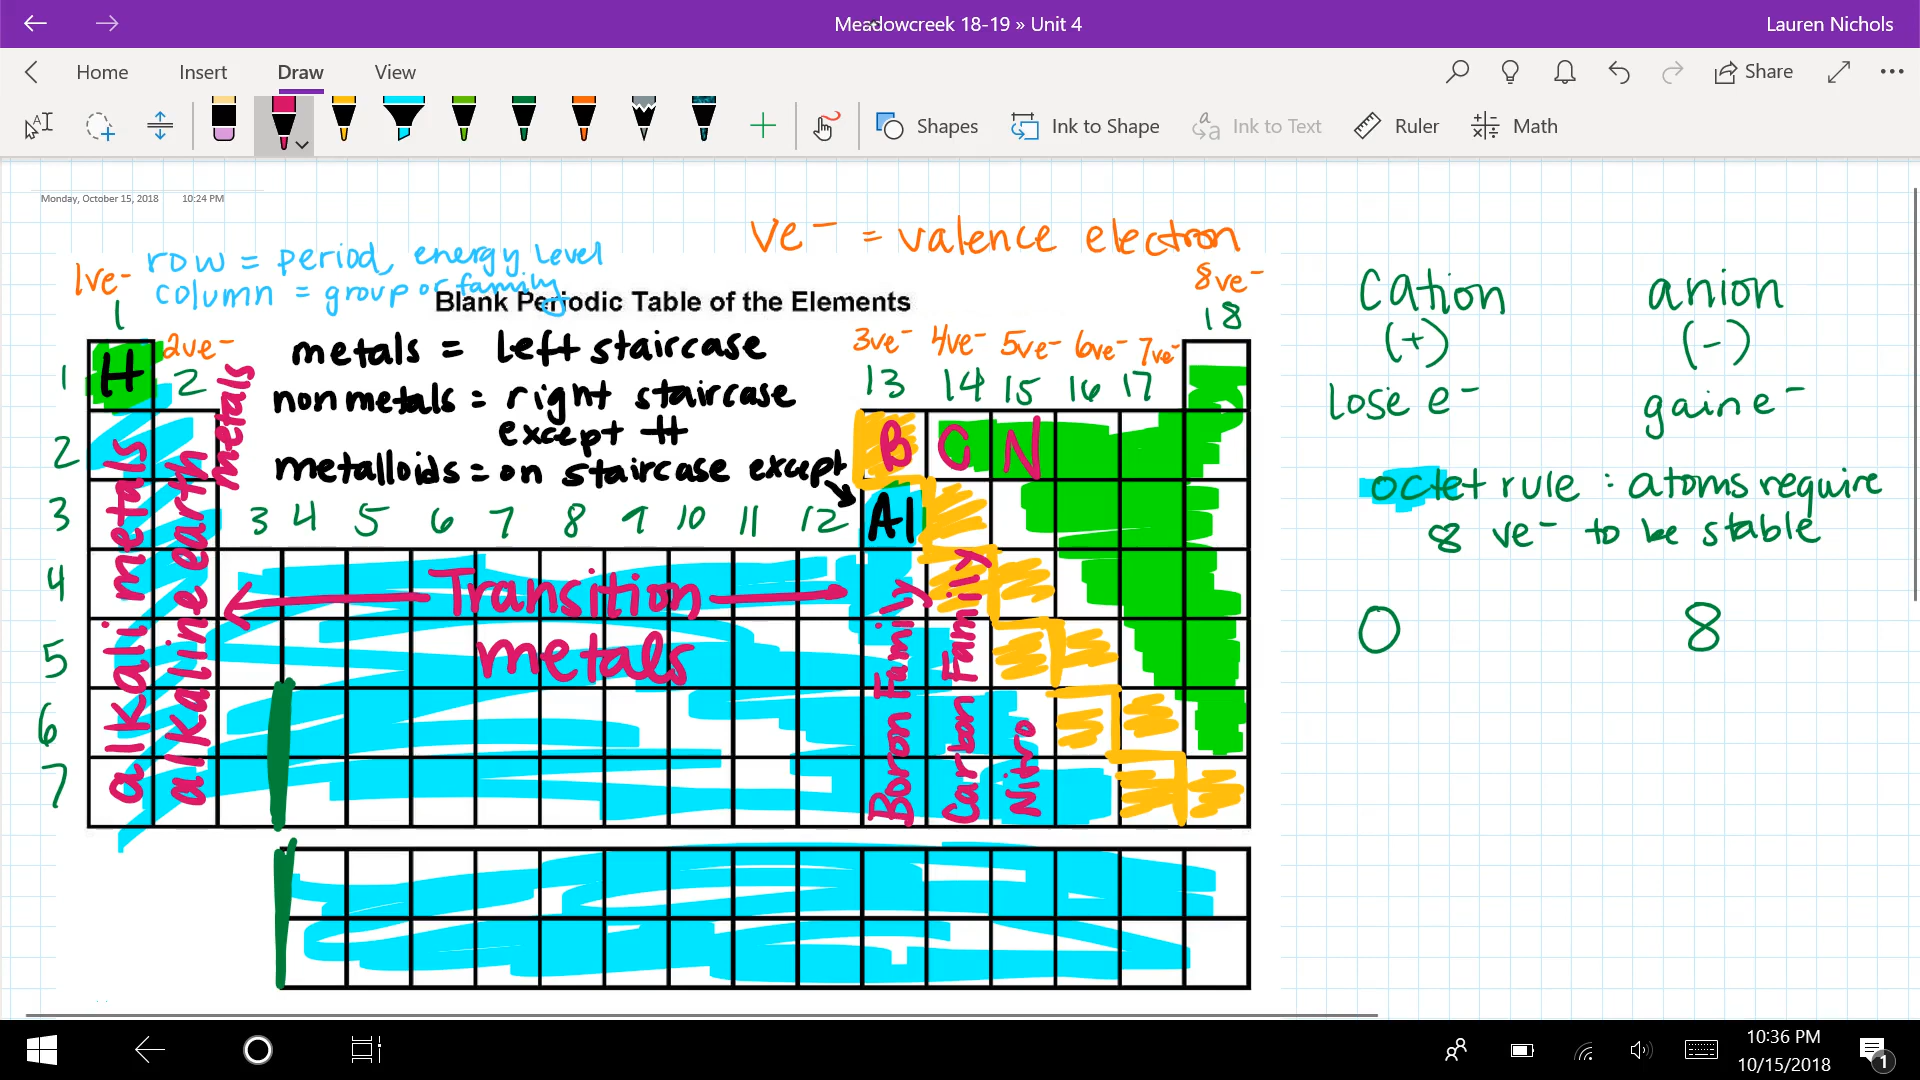 Meadowcreek 18-19 » Unit 4
Lauren Nichols
Home Insert Draw View
Share
Shapes Ink to Shape Ink to Text Ruler Math
Monday, October 15, 2018 10:24 PM
ve- = valence electron
row = period, energy level
column = group or family
1ve-
8ve-
Blank Periodic Table of the Elements
1
18
2ve-
3ve- 4ve- 5ve- 6ve- 7ve-
2
13 14 15 16 17
metals = left staircase
nonmetals = right staircase
except H
metalloids = on staircase except
1
2
3
4
5
6
7
H
B C N
Al
3 4 5 6 7 8 9 10 11 12
alkali metals
alkaline earth
metals
Transition
metals
Boron Family
Carbon Family
Nitro
cation anion
(+) (-)
lose e- gain e-
octet rule : atoms require
8 ve- to be stable
0 8
10:36 PM
10/15/2018
1